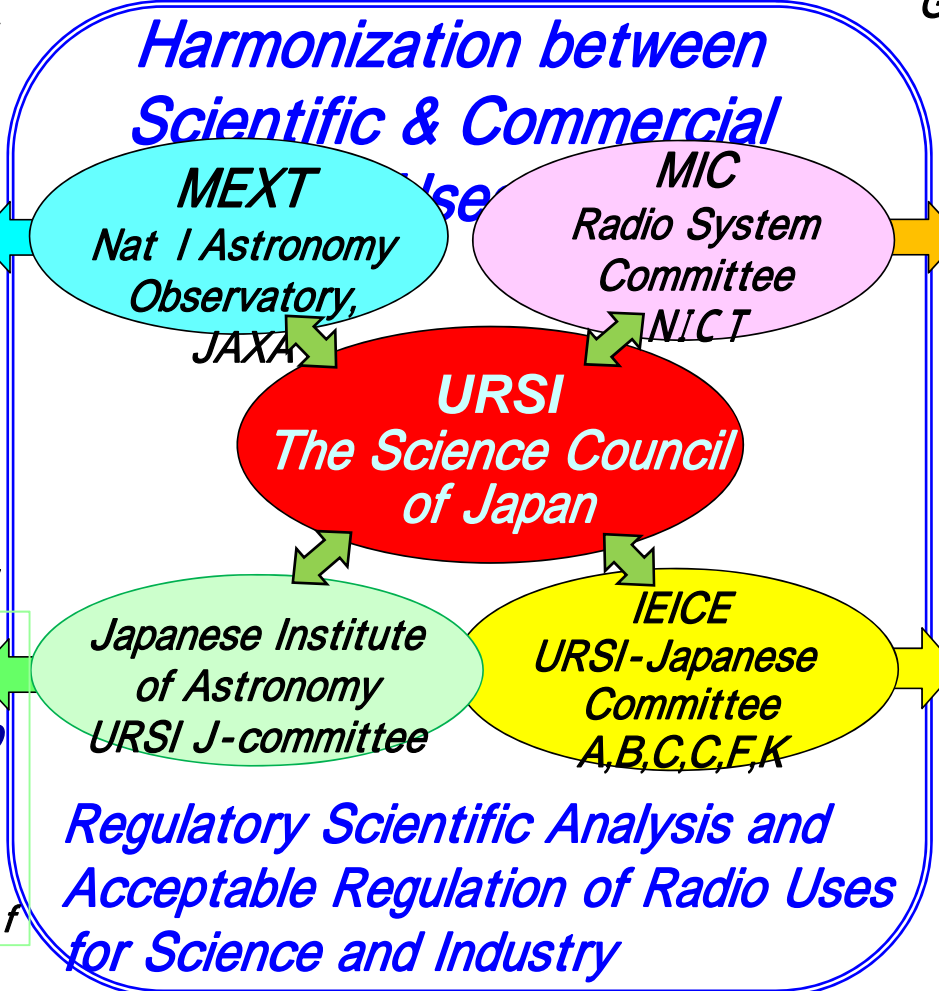 Harmonization between
Scientific & Commercial
Use
MEXT
Nat l Astronomy
Observatory,
JAXA
MIC
Radio System
Committee
NICT
URSI
The Science Council
of Japan
Japanese Institute
of Astronomy
URSI J-committee
IEICE
URSI-Japanese
Committee
A,B,C,C,F,K
Regulatory Scientific Analysis and
Acceptable Regulation of Radio Uses
for Science and Industry
f